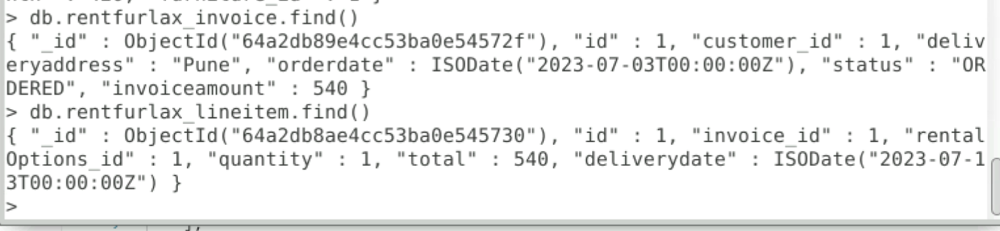 > db.rentfurlax_invoice.find()
{ "_id" : ObjectId("64a2db89e4cc53ba0e54572f"), "id" : 1, "customer_id" : 1, "deliv
eryaddress" : "Pune", "orderdate" : ISODate("2023-07-03T00:00:00Z"), "status" : "OR
DERED", "invoiceamount" : 540 }
> db.rentfurlax_lineitem.find()
{ "_id" : ObjectId("64a2db8ae4cc53ba0e545730"), "id" : 1, "invoice_id" : 1, "rental
Options_id" : 1, "quantity" : 1, "total" : 540, "deliverydate" : ISODate("2023-07-1
3T00:00:00Z") }
>